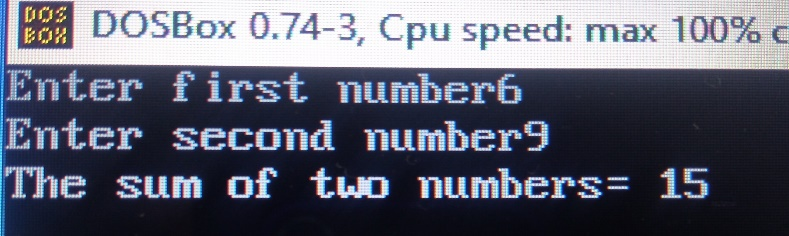 DOS
BOX
DOSBox 0.74-3, Cpu speed: max 100% c
Enter first number6
Enter second number9
The sum of two numbers= 15